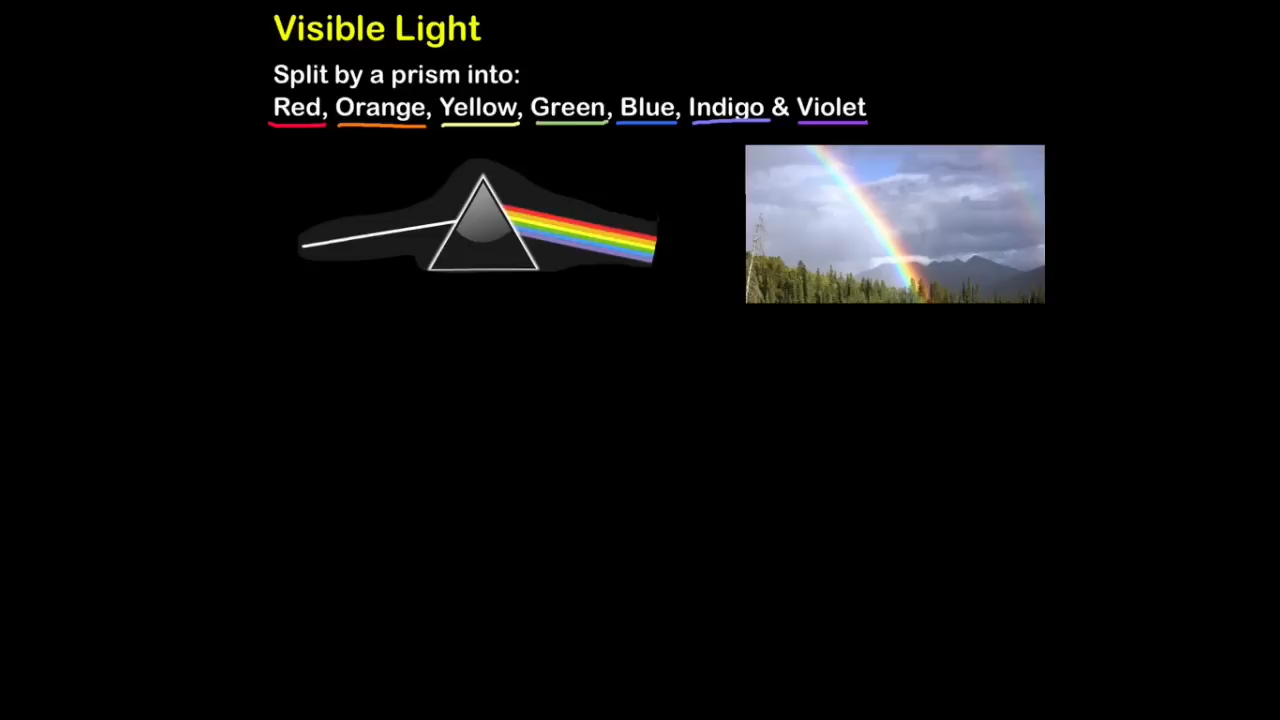 Visible Light
Split by a prism into:
Red, Orange, Yellow, Green, Blue, Indigo & Violet